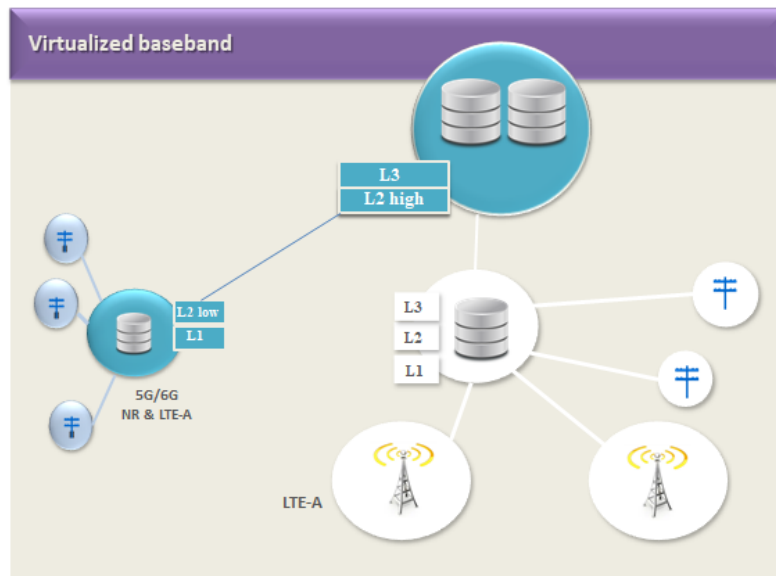 Virtualized baseband
L3
L2 high
L2 low
L1
5G/6G
NR & LTE-A
L3
L2
L1
LTE-A